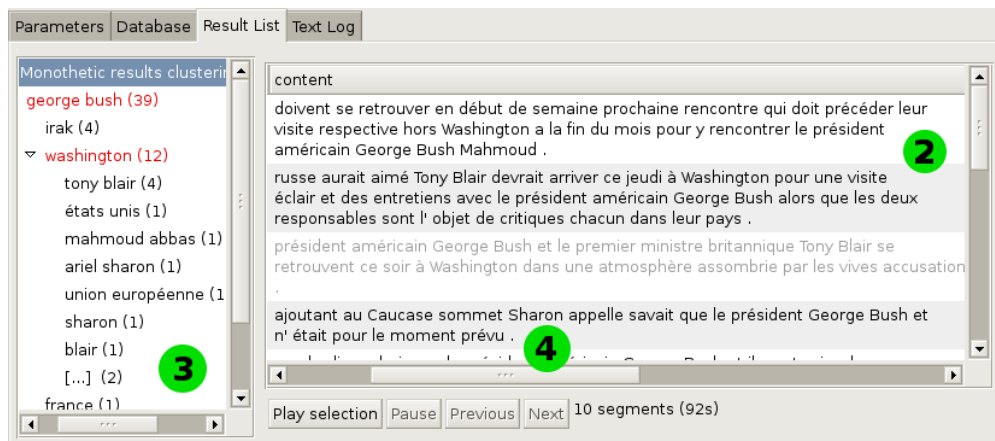 Parameters Database Result List Text Log
Monothetic results clusterin
george bush (39)
irak (4)
washington (12)
tony blair (4)
états unis (1)
mahmoud abbas (1)
ariel sharon (1)
union européenne (1
sharon (1)
blair (1)
[...] (2)
france (1)
3
content
doivent se retrouver en début de semaine prochaine rencontre qui doit précéder leur
visite respective hors Washington a la fin du mois pour y rencontrer le président
américain George Bush Mahmoud .
2
russe aurait aimé Tony Blair devrait arriver ce jeudi à Washington pour une visite
éclair et des entretiens avec le président américain George Bush alors que les deux
responsables sont l' objet de critiques chacun dans leur pays .
président américain George Bush et le premier ministre britannique Tony Blair se
retrouvent ce soir à Washington dans une atmosphère assombrie par les vives accusation
.
ajoutant au Caucase sommet Sharon appelle savait que le président George Bush et
n' était pour le moment prévu .
4
Play selection Pause Previous Next 10 segments (92s)